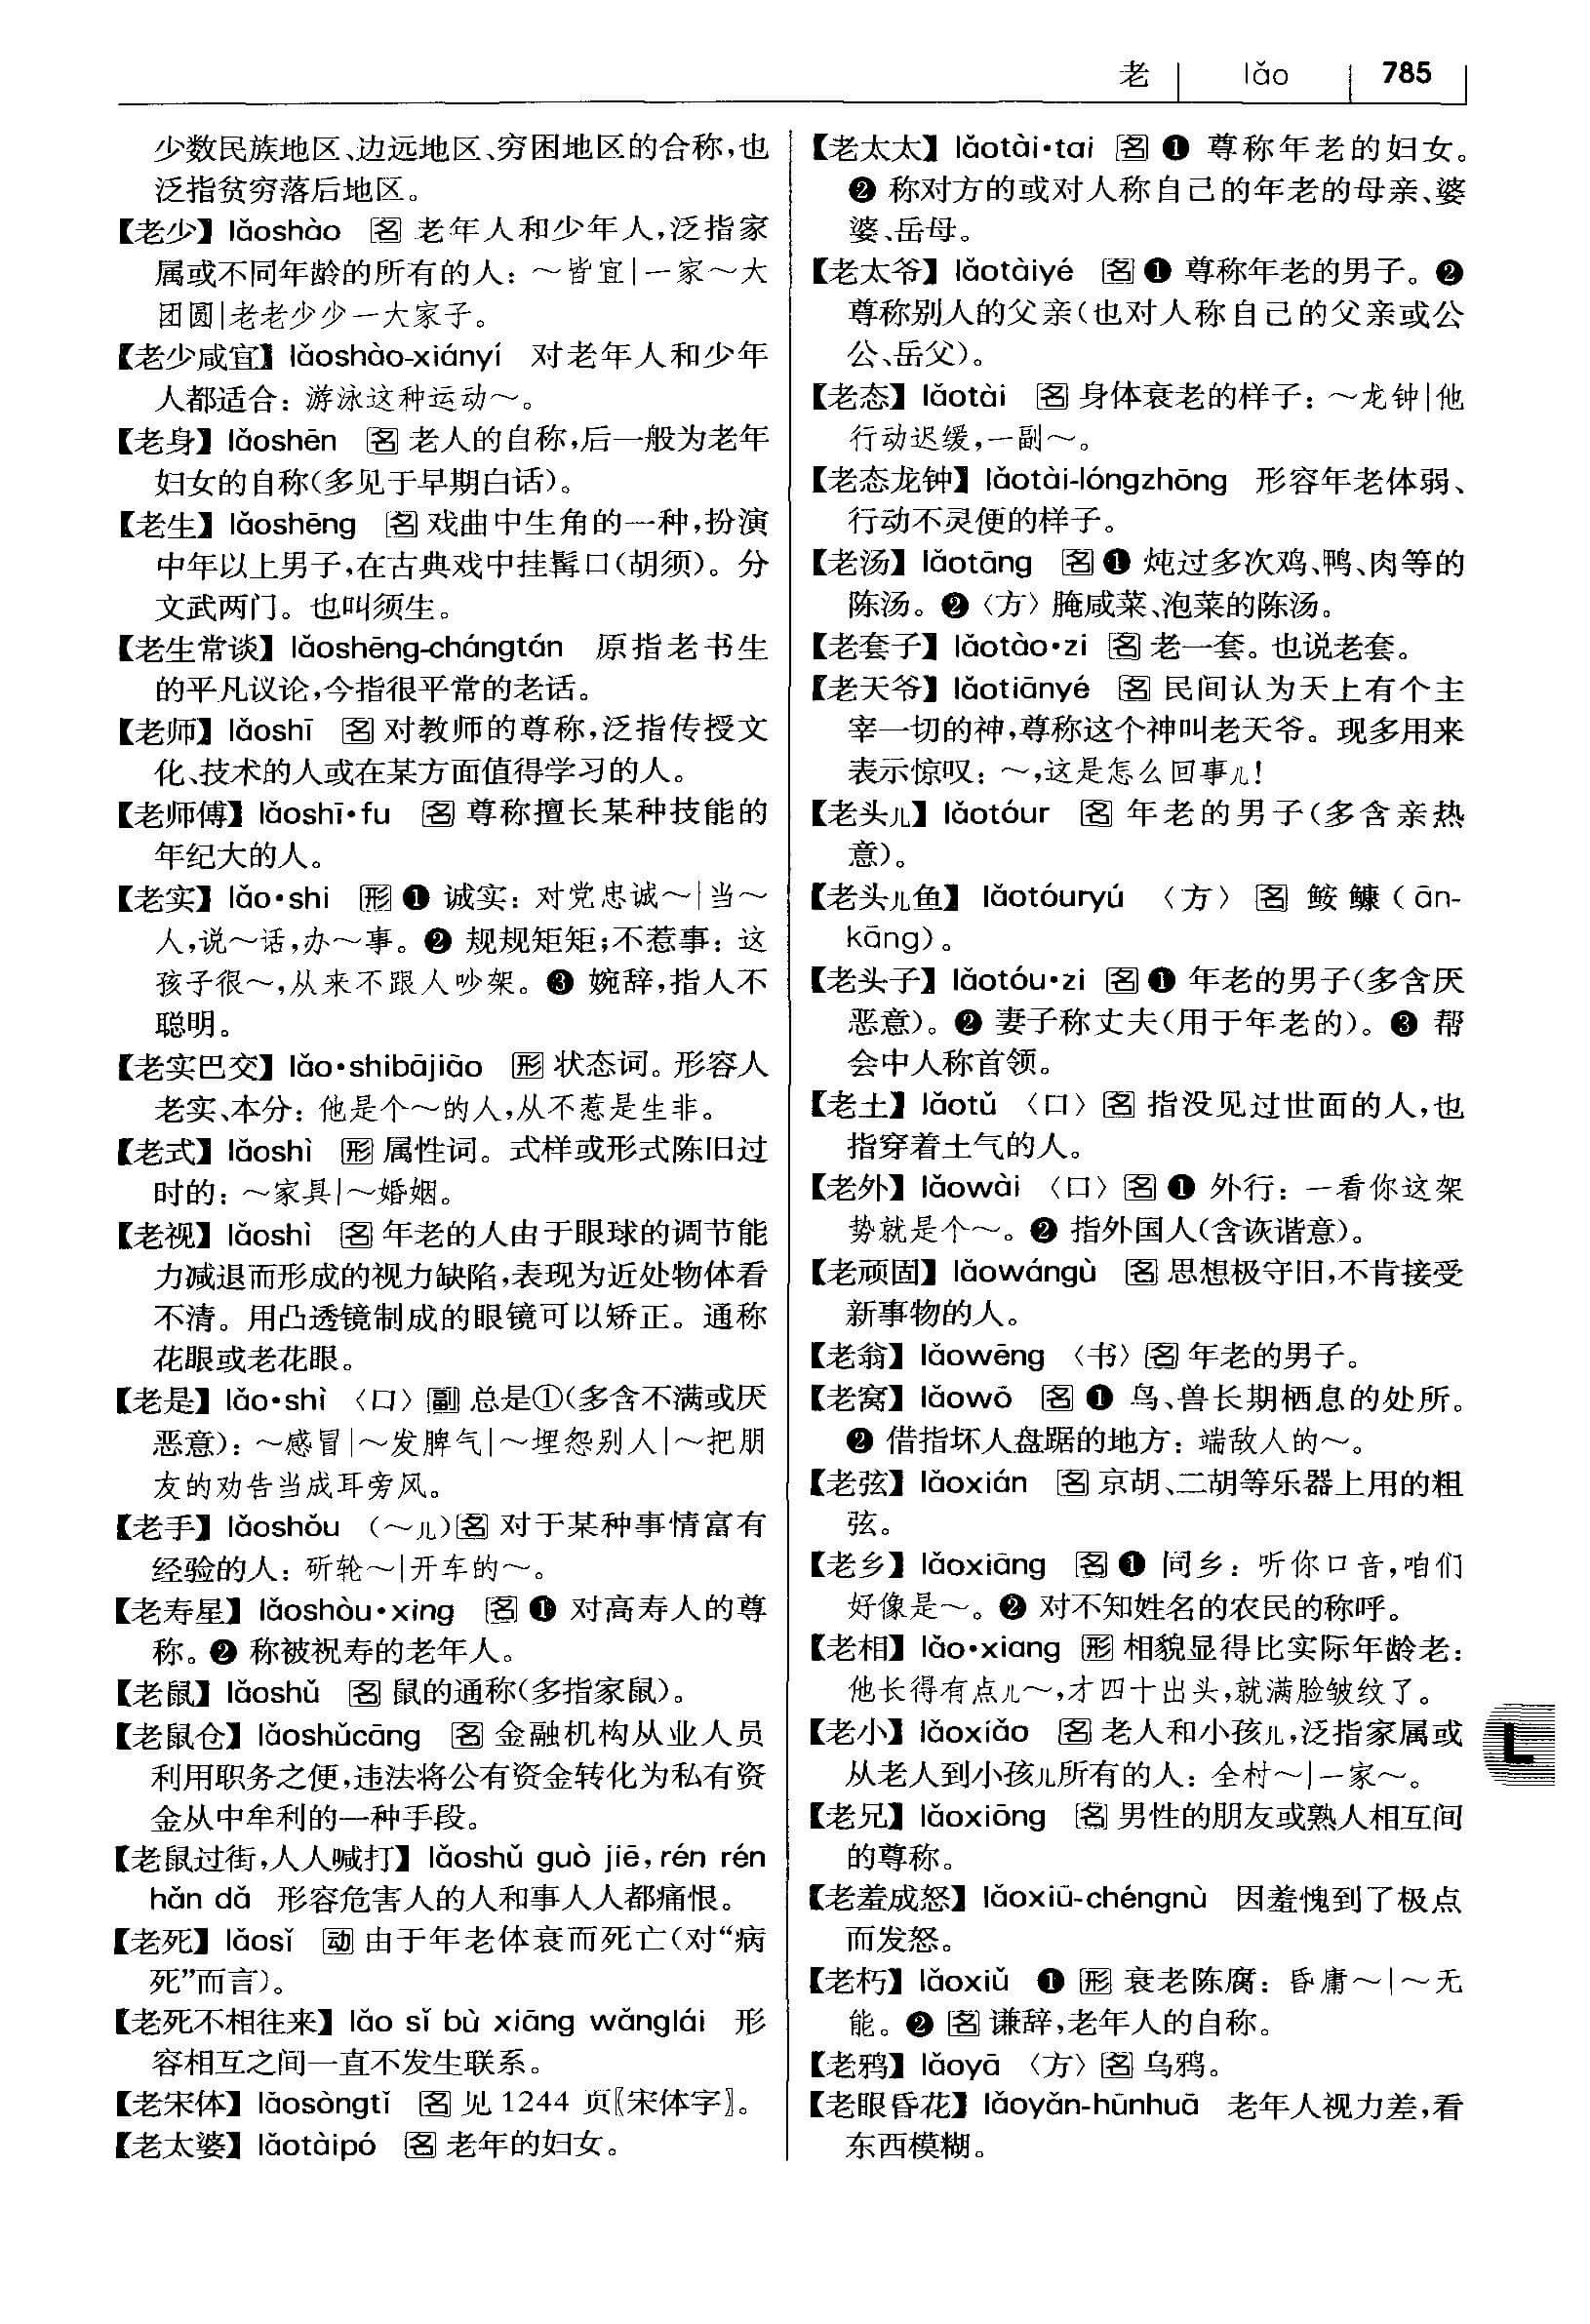 老 lǎo 785
少数民族地区、边远地区、穷困地区的合称,也
泛指贫穷落后地区。
【老少】lǎoshào 名 老年人和少年人,泛指家
属或不同年龄的所有的人:～皆宜|一家～大
团圆|老老少少一大家子。
【老少咸宜】lǎoshào-xiányí 对老年人和少年
人都适合:游泳这种运动～。
【老身】lǎoshēn 名 老人的自称,后一般为老年
妇女的自称(多见于早期白话)。
【老生】lǎoshēng 名 戏曲中生角的一种,扮演
中年以上男子,在古典戏中挂髯口(胡须)。分
文武两门。也叫须生。
【老生常谈】lǎoshēng-chángtán 原指老书生
的平凡议论,今指很平常的老话。
【老师】lǎoshī 名 对教师的尊称,泛指传授文
化、技术的人或在某方面值得学习的人。
【老师傅】lǎoshī•fu 名 尊称擅长某种技能的
年纪大的人。
【老实】lǎo•shi 形 ❶ 诚实:对党忠诚～|当～
人,说～话,办～事。❷ 规规矩矩;不惹事:这
孩子很～,从来不跟人吵架。❸ 婉辞,指人不
聪明。
【老实巴交】lǎo•shibājiāo 形 状态词。形容人
老实、本分:他是个～的人,从不惹是生非。
【老式】lǎoshì 形 属性词。式样或形式陈旧过
时的:～家具|～婚姻。
【老视】lǎoshì 名 年老的人由于眼球的调节能
力减退而形成的视力缺陷,表现为近处物体看
不清。用凸透镜制成的眼镜可以矫正。通称
花眼或老花眼。
【老是】lǎo•shì 〈口〉副 总是①(多含不满或厌
恶意):～感冒|～发脾气|～埋怨别人|～把朋
友的劝告当成耳旁风。
【老手】lǎoshǒu (～儿)名 对于某种事情富有
经验的人:斫轮～|开车的～。
【老寿星】lǎoshòu•xing 名 ❶ 对高寿人的尊
称。❷ 称被祝寿的老年人。
【老鼠】lǎoshǔ 名 鼠的通称(多指家鼠)。
【老鼠仓】lǎoshǔcāng 名 金融机构从业人员
利用职务之便,违法将公有资金转化为私有资
金从中牟利的一种手段。
【老鼠过街,人人喊打】lǎoshǔ guò jiē,rén rén
hǎn dǎ 形容危害人的人和事人人都痛恨。
【老死】lǎosǐ 动 由于年老体衰而死亡(对“病
死”而言)。
【老死不相往来】lǎo sǐ bù xiāng wǎnglái 形
容相互之间一直不发生联系。
【老宋体】lǎosòngtǐ 名 见 1244 页〖宋体字〗。
【老太婆】lǎotàipó 名 老年的妇女。
【老太太】lǎotài•tai 名 ❶ 尊称年老的妇女。
❷ 称对方的或对人称自己的年老的母亲、婆
婆、岳母。
【老太爷】lǎotàiyé 名 ❶ 尊称年老的男子。❷
尊称别人的父亲(也对人称自己的父亲或公
公、岳父)。
【老态】lǎotài 名 身体衰老的样子:～龙钟|他
行动迟缓,一副～。
【老态龙钟】lǎotài-lóngzhōng 形容年老体弱、
行动不灵便的样子。
【老汤】lǎotāng 名 ❶ 炖过多次鸡、鸭、肉等的
陈汤。❷〈方〉腌咸菜、泡菜的陈汤。
【老套子】lǎotào•zi 名 老一套。也说老套。
【老天爷】lǎotiānyé 名 民间认为天上有个主
宰一切的神,尊称这个神叫老天爷。现多用来
表示惊叹:～,这是怎么回事儿!
【老头儿】lǎotóur 名 年老的男子(多含亲热
意)。
【老头儿鱼】lǎotóuryú 〈方〉名 鮟鱇(ān-
kāng)。
【老头子】lǎotóu•zi 名 ❶ 年老的男子(多含厌
恶意)。❷ 妻子称丈夫(用于年老的)。❸ 帮
会中人称首领。
【老土】lǎotǔ 〈口〉名 指没见过世面的人,也
指穿着土气的人。
【老外】lǎowài 〈口〉名 ❶ 外行:一看你这架
势就是个～。❷ 指外国人(含诙谐意)。
【老顽固】lǎowángù 名 思想极守旧,不肯接受
新事物的人。
【老翁】lǎowēng 〈书〉名 年老的男子。
【老窝】lǎowō 名 ❶ 鸟、兽长期栖息的处所。
❷ 借指坏人盘踞的地方:端敌人的～。
【老弦】lǎoxián 名 京胡、二胡等乐器上用的粗
弦。
【老乡】lǎoxiāng 名 ❶ 同乡:听你口音,咱们
好像是～。❷ 对不知姓名的农民的称呼。
【老相】lǎo•xiang 形 相貌显得比实际年龄老:
他长得有点儿～,才四十出头,就满脸皱纹了。
【老小】lǎoxiǎo 名 老人和小孩儿,泛指家属或
从老人到小孩儿所有的人:全村～|一家～。
L
【老兄】lǎoxiōng 名 男性的朋友或熟人相互间
的尊称。
【老羞成怒】lǎoxiū-chéngnù 因羞愧到了极点
而发怒。
【老朽】lǎoxiǔ ❶ 形 衰老陈腐:昏庸～|～无
能。❷ 名 谦辞,老年人的自称。
【老鸦】lǎoyā 〈方〉名 乌鸦。
【老眼昏花】lǎoyǎn-hūnhuā 老年人视力差,看
东西模糊。